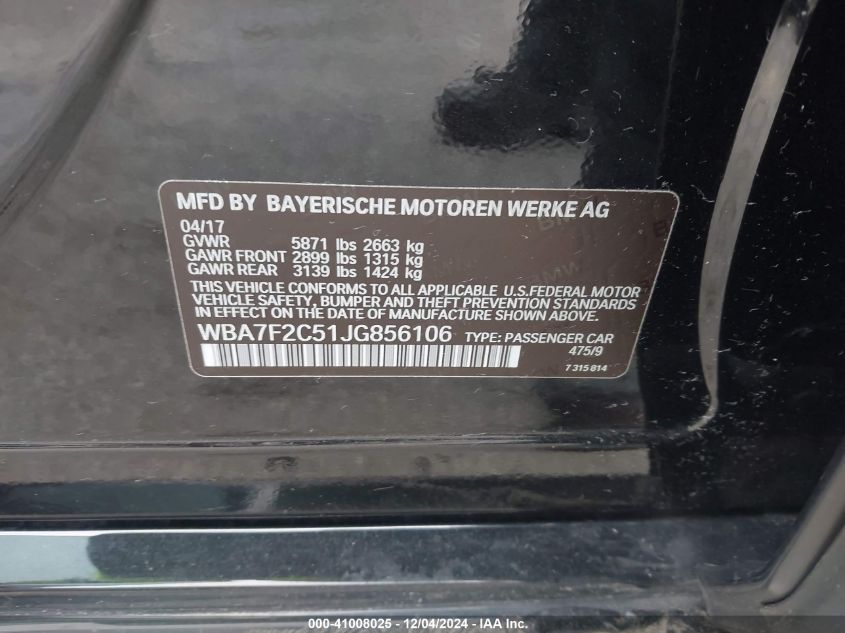 MFD BY BAYERISCHE MOTOREN WERKE AG
04/17
GVWR 5871 lbs 2663 kg
GAWR FRONT 2899 lbs 1315 kg
GAWR REAR 3139 lbs 1424 kg
THIS VEHICLE CONFORMS TO ALL APPLICABLE U.S.FEDERAL MOTOR
VEHICLE SAFETY, BUMPER AND THEFT PREVENTION STANDARDS
IN EFFECT ON THE DATE OF MANUFACTURE SHOWN ABOVE.
WBA7F2C51JG856106 TYPE: PASSENGER CAR
475/9
7 315 814
000-41008025 - 12/04/2024 - IAA Inc.